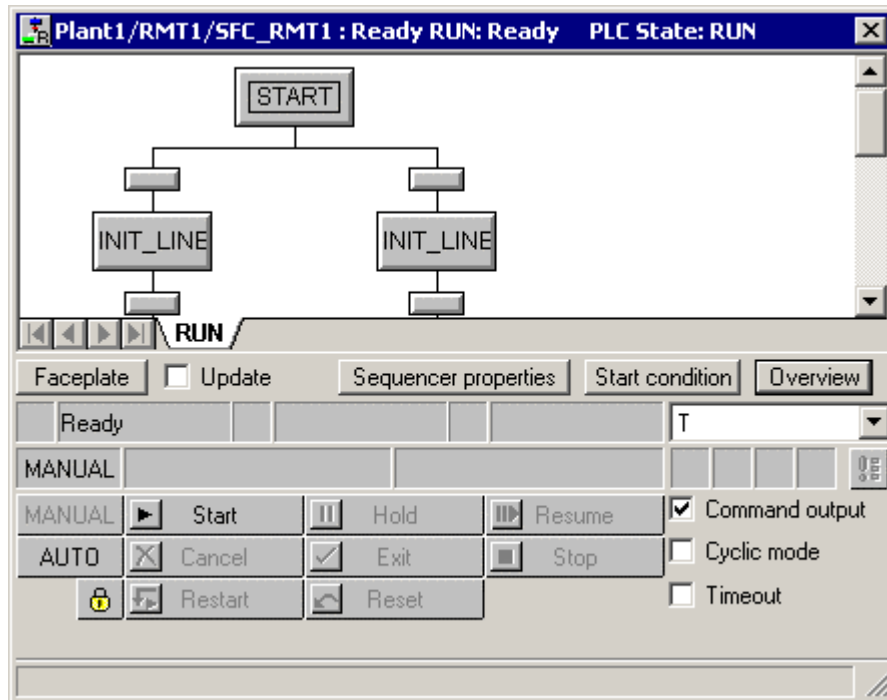 Plant1/RMT1/SFC_RMT1 : Ready RUN: Ready PLC State: RUN
START
INIT_LINE INIT_LINE
RUN
Faceplate Update Sequencer properties Start condition Overview
Ready T
MANUAL
MANUAL Start Hold Resume Command output
AUTO Cancel Exit Stop Cyclic mode
Restart Reset Timeout